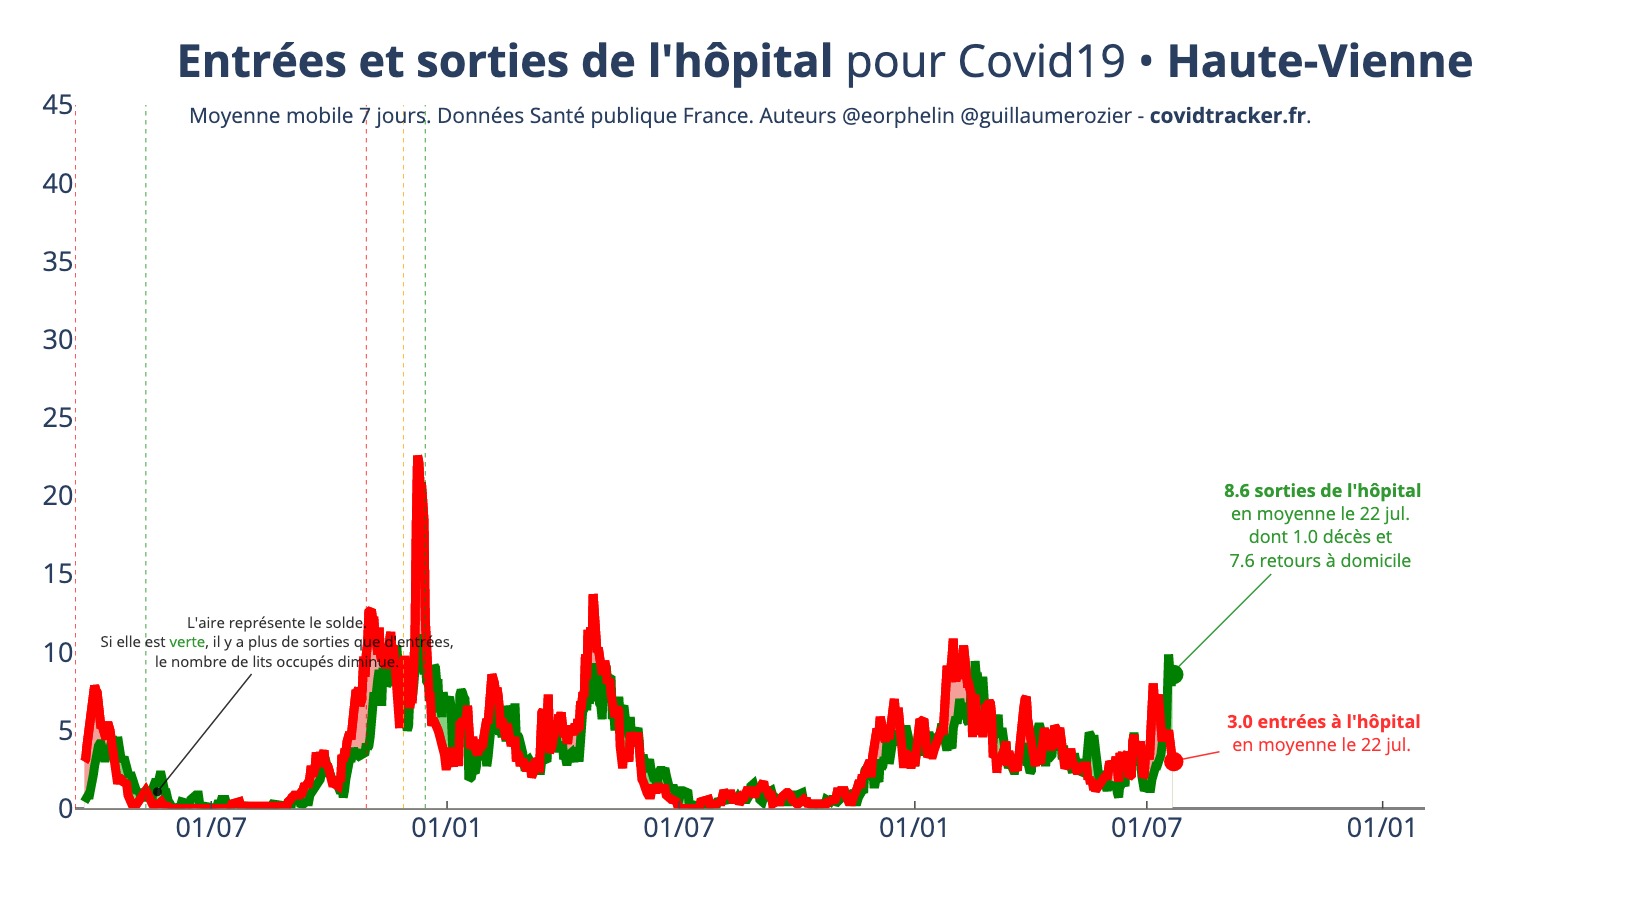 Entrées et sorties de l'hôpital pour Covid19 • Haute-Vienne
Moyenne mobile 7 jours. Données Santé publique France. Auteurs @eorphelin @guillaumerozier - covidtracker.fr.
45
40
35
30
25
20
15
10
5
0
L'aire représente le solde.
Si elle est verte, il y a plus de sorties que d'entrées,
le nombre de lits occupés diminue.
8.6 sorties de l'hôpital
en moyenne le 22 jul.
dont 1.0 décès et
7.6 retours à domicile
3.0 entrées à l'hôpital
en moyenne le 22 jul.
01/07 01/01 01/07 01/01 01/07 01/01